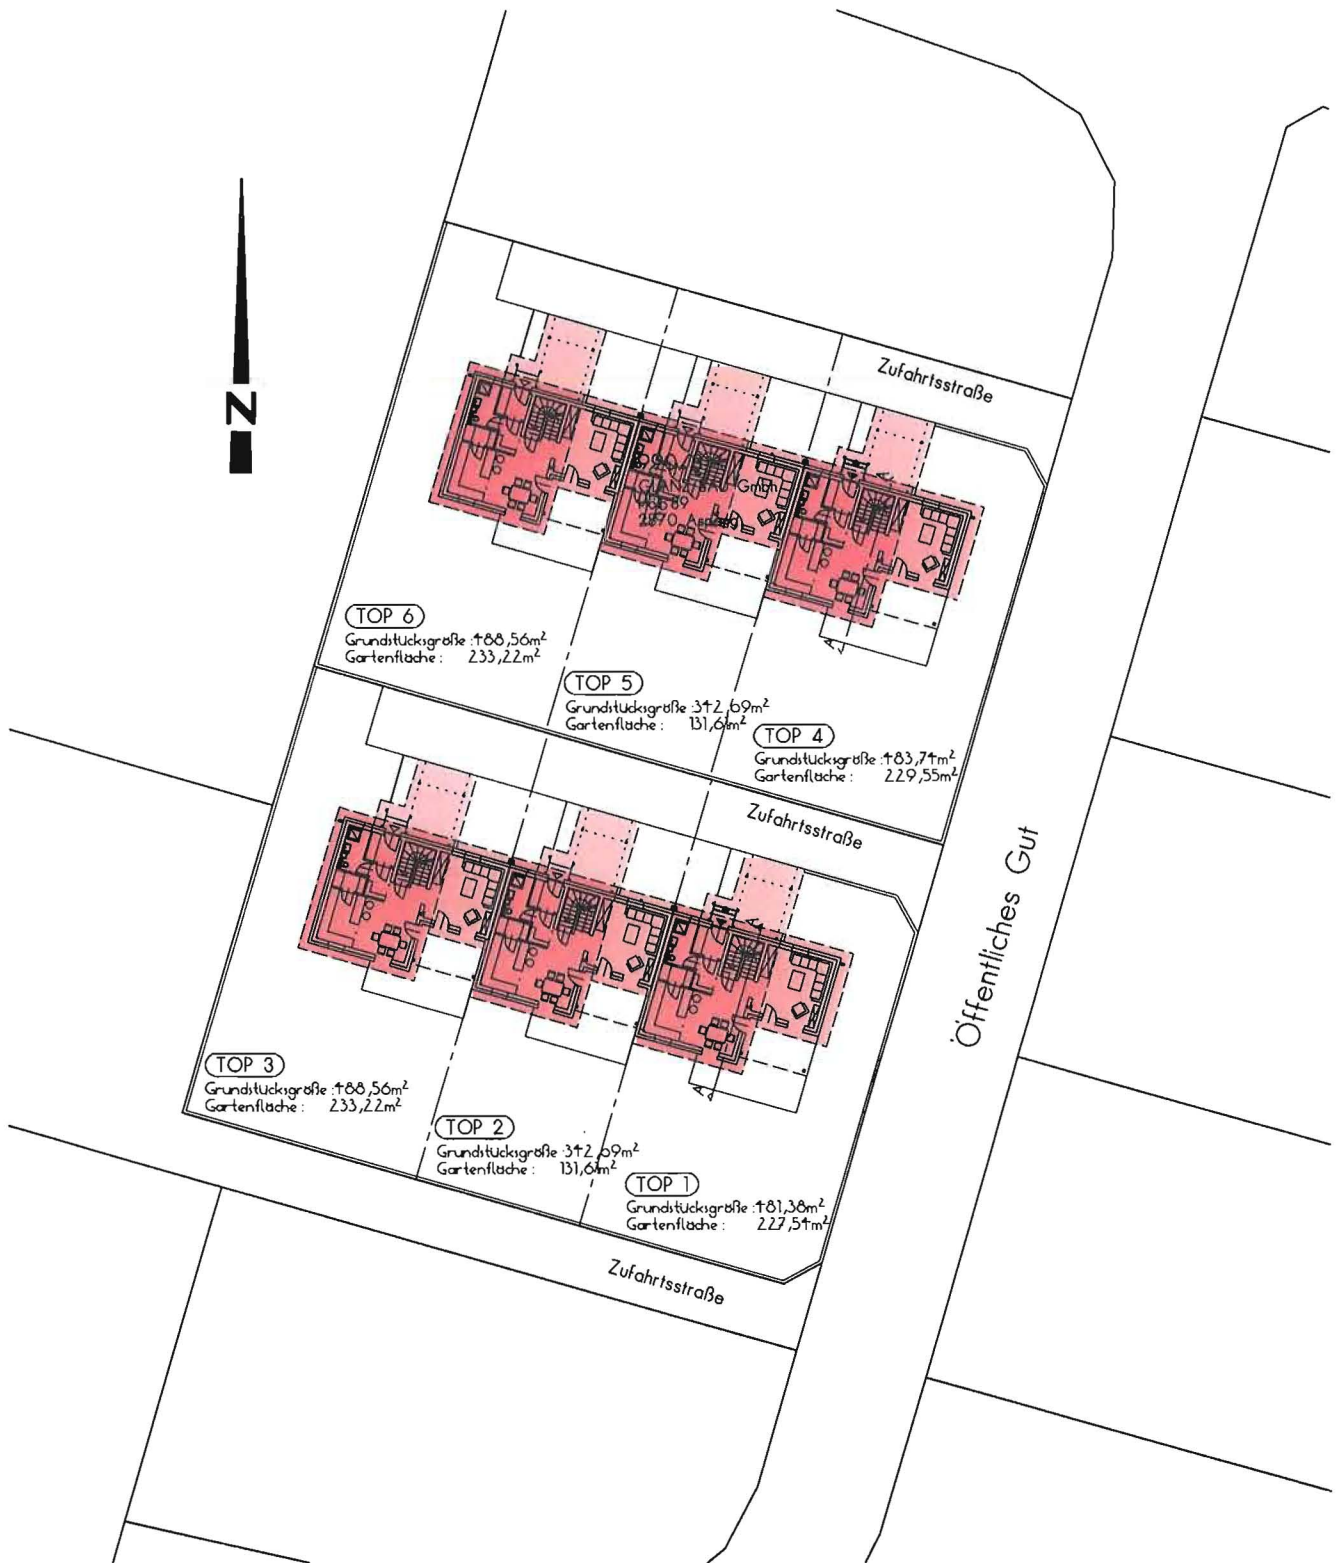 Zufahrtsstraße
N
GmbH
TOP 6
Grundstücksgröße :488,56m²
Gartenfläche : 233,22m²
TOP 5
Grundstücksgröße :342,69m²
Gartenfläche : 131,61m²
TOP 4
Grundstücksgröße :483,74m²
Gartenfläche : 229,55m²
Zufahrtsstraße
Öffentliches Gut
TOP 3
Grundstücksgröße :488,56m²
Gartenfläche : 233,22m²
TOP 2
Grundstücksgröße :342,69m²
Gartenfläche : 131,61m²
TOP 1
Grundstücksgröße :481,38m²
Gartenfläche : 227,54m²
Zufahrtsstraße
A
A
A
A